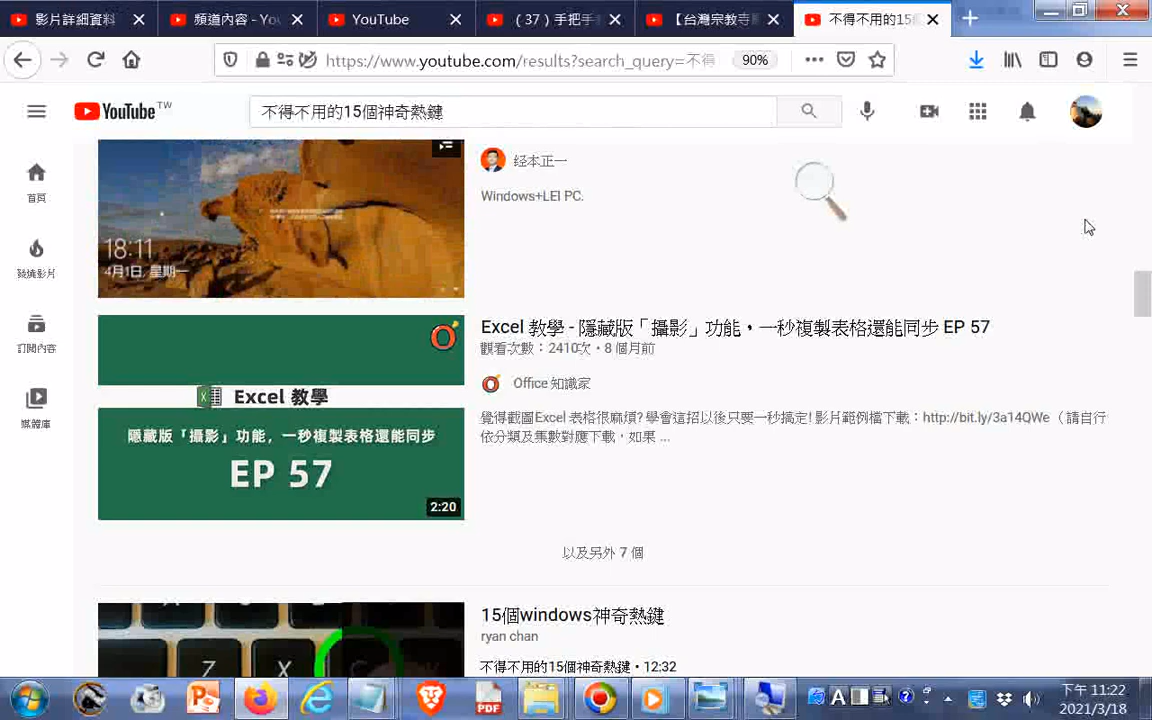 影片詳細資料
頻道內容 - You
YouTube
（37）手把手
【台灣宗教寺
不得不用的15
https://www.youtube.com/results?search_query=不得
90%
YouTube TW
不得不用的15個神奇熱鍵
首頁
發燒影片
訂閱內容
媒體庫
18:11
4月1日, 星期一
经本正一
Windows+LEI PC.
Excel 教學
隱藏版「攝影」功能，一秒複製表格還能同步
EP 57
2:20
Excel 教學 - 隱藏版「攝影」功能，一秒複製表格還能同步 EP 57
觀看次數：2410次・8 個月前
Office 知識家
覺得截圖Excel 表格很麻煩? 學會這招以後只要一秒搞定! 影片範例檔下載：http://bit.ly/3a14QWe（請自行
依分類及集數對應下載，如果 ...
以及另外 7 個
Z
X
C
15個windows神奇熱鍵
ryan chan
不得不用的15個神奇熱鍵・12:32
PDF
A
下午 11:22
2021/3/18